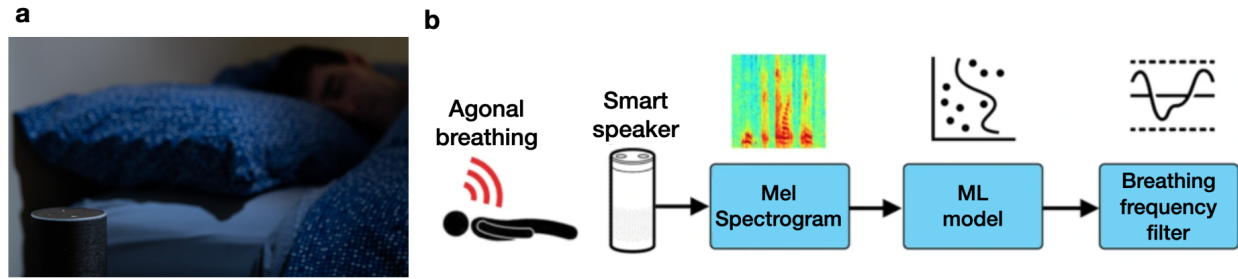 a
b
Agonal
breathing
Smart
speaker
Mel
Spectrogram
ML
model
Breathing
frequency
filter